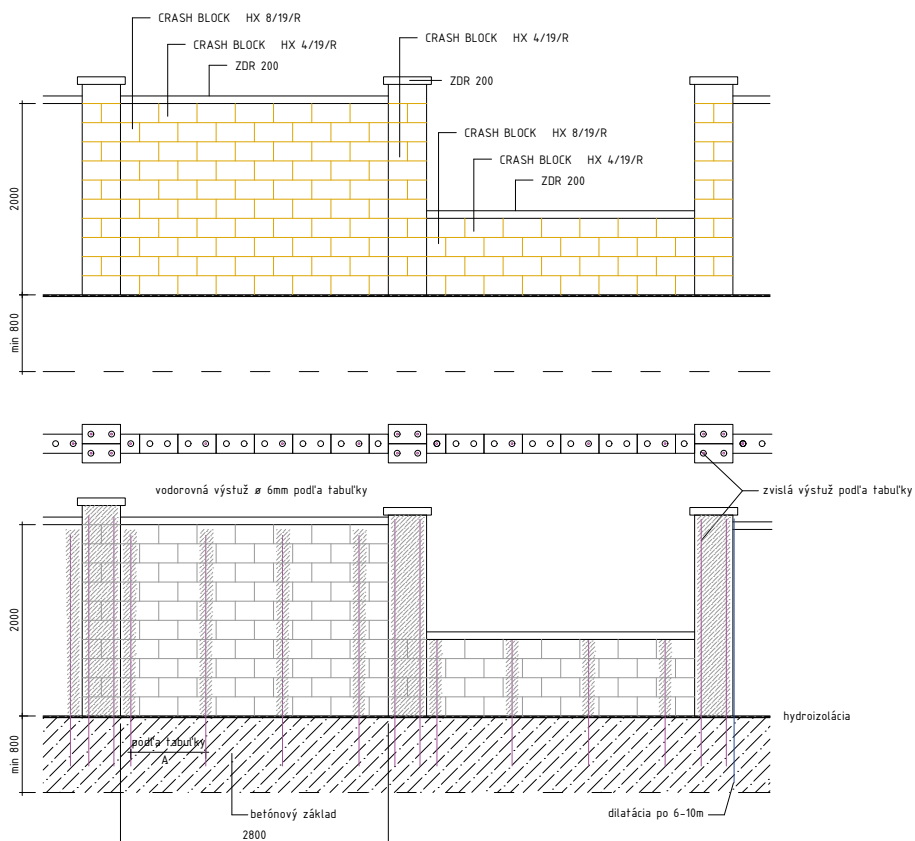 CRASH BLOCK HX 8/19/R
CRASH BLOCK HX 4/19/R
CRASH BLOCK HX 4/19/R
ZDR 200
ZDR 200
CRASH BLOCK HX 8/19/R
CRASH BLOCK HX 4/19/R
ZDR 200
2000
min 800
vodorovná výstuž ø 6mm podľa tabuľky
zvislá výstuž podľa tabuľky
2000
hydroizolácia
min 800
podľa tabuľky
A
betónový základ
dilatácia po 6-10m
2800